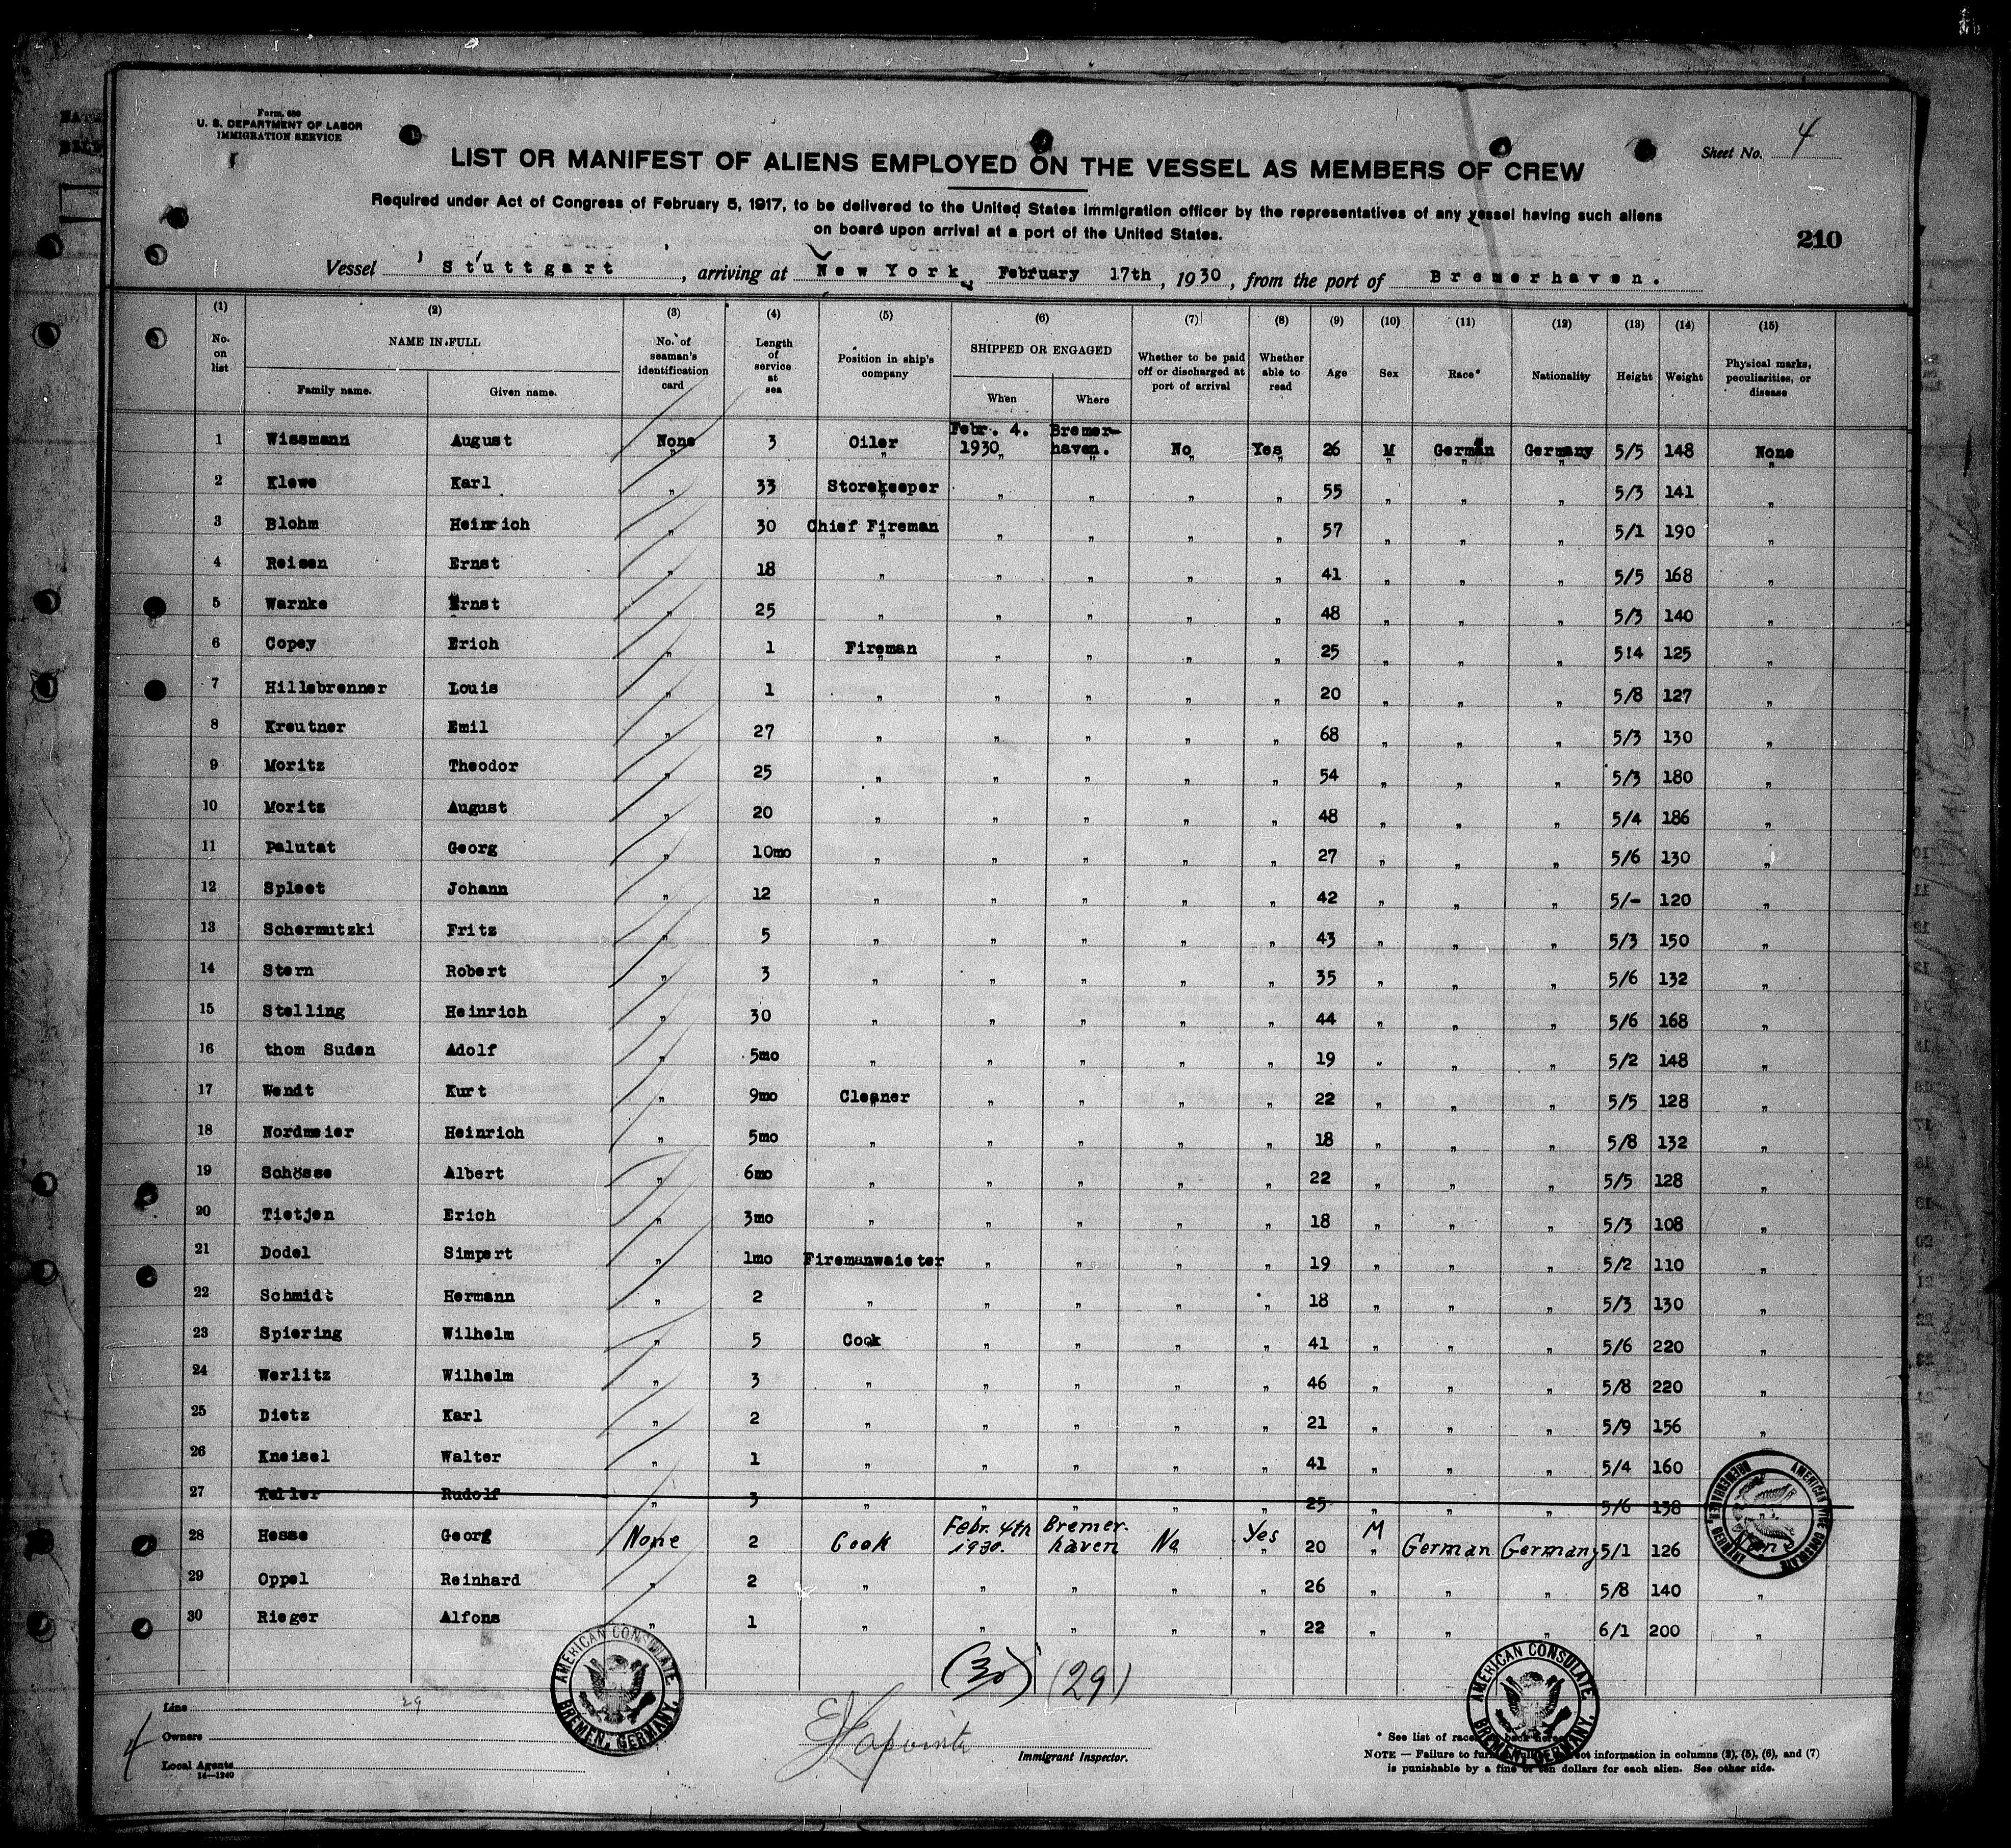 Form 680
U. S. DEPARTMENT OF LABOR
IMMIGRATION SERVICE
Sheet No. 4
LIST OR MANIFEST OF ALIENS EMPLOYED ON THE VESSEL AS MEMBERS OF CREW
Required under Act of Congress of February 5, 1917, to be delivered to the United States immigration officer by the representatives of any vessel having such aliens
on board upon arrival at a port of the United States.
210
Vessel 'Stuttgart', arriving at New York, February 17th, 1930, from the port of Bremerhaven.
(1) (2) (3) (4) (5) (6) (7) (8) (9) (10) (11) (12) (13) (14) (15)
No. on list NAME IN FULL Family name. Given name. No. of seaman's identification card Length of service at sea Position in ship's company SHIPPED OR ENGAGED When Where Whether to be paid off or discharged at port of arrival Whether able to read Age Sex Race* Nationality Height Weight Physical marks, peculiarities, or disease
1 Wissmann August None 3 Oiler Febr. 4. 1930 Bremerhaven. No Yes 26 M German Germany 5/5 148 None
2 Klewe Karl " 33 Storekeeper " " " " 55 " " " 5/3 141 "
3 Blohm Heinrich " 30 Chief Fireman " " " " 57 " " " 5/1 190 "
4 Reisen Ernst " 18 " " " " " 41 " " " 5/5 168 "
5 Warnke Ernst " 25 " " " " " 48 " " " 5/3 140 "
6 Copey Erich " 1 Fireman " " " " 25 " " " 5!4 125 "
7 Hillebrenner Louis " 1 " " " " " 20 " " " 5/8 127 "
8 Kreutner Emil " 27 " " " " " 68 " " " 5/3 130 "
9 Moritz Theodor " 25 " " " " " 54 " " " 5/3 180 "
10 Moritz August " 20 " " " " " 48 " " " 5/4 186 "
11 Palutat Georg " 10mo " " " " " 27 " " " 5/6 130 "
12 Spleet Johann " 12 " " " " " 42 " " " 5/- 120 "
13 Schermutzki Fritz " 5 " " " " " 43 " " " 5/3 150 "
14 Stern Robert " 3 " " " " " 35 " " " 5/6 132 "
15 Stelling Heinrich " 30 " " " " " 44 " " " 5/6 168 "
16 thom Suden Adolf " 5mo " " " " " 19 " " " 5/2 148 "
17 Wendt Kurt " 9mo Cleaner " " " " 22 " " " 5/5 128 "
18 Nordmeier Heinrich " 5mo " " " " " 18 " " " 5/8 132 "
19 Schösse Albert " 6mo " " " " " 22 " " " 5/5 128 "
20 Tietjen Erich " 3mo " " " " " 18 " " " 5/3 108 "
21 Dodel Simpert " 1mo Firemanwaister " " " " 19 " " " 5/2 110 "
22 Schmidt Hermann " 2 " " " " " 18 " " " 5/3 130 "
23 Spiering Wilhelm " 5 Cook " " " " 41 " " " 5/6 220 "
24 Werlitz Wilhelm " 3 " " " " " 46 " " " 5/8 220 "
25 Dietz Karl " 2 " " " " " 21 " " " 5/9 156 "
26 Kneisel Walter " 1 " " " " " 41 " " " 5/4 160
27 Keller Rudolf " 3 " " " " " 25 " " " 5/6 138
28 Hesse Georg None 2 Cook Febr. 4th 1930. Bremerhaven No Yes 20 M German Germany 5/1 126 None
29 Oppel Reinhard " 2 " " " " " 26 " " " 5/8 140 "
30 Rieger Alfons " 1 " " " " " 22 " " " 6/1 200 "
(30) (29)
AMERICAN VICE CONSULATE BREMERHAVEN, GERMANY
AMERICAN CONSULATE, BREMEN, GERMANY.
AMERICAN CONSULATE, BREMEN, GERMANY.
Line 29
Owners
Local Agents
14—1240
4
Immigrant Inspector.
* See list of races on back hereof.
NOTE — Failure to furnish full or correct information in columns (2), (5), (6), and (7)
is punishable by a fine of ten dollars for each alien. See other side.